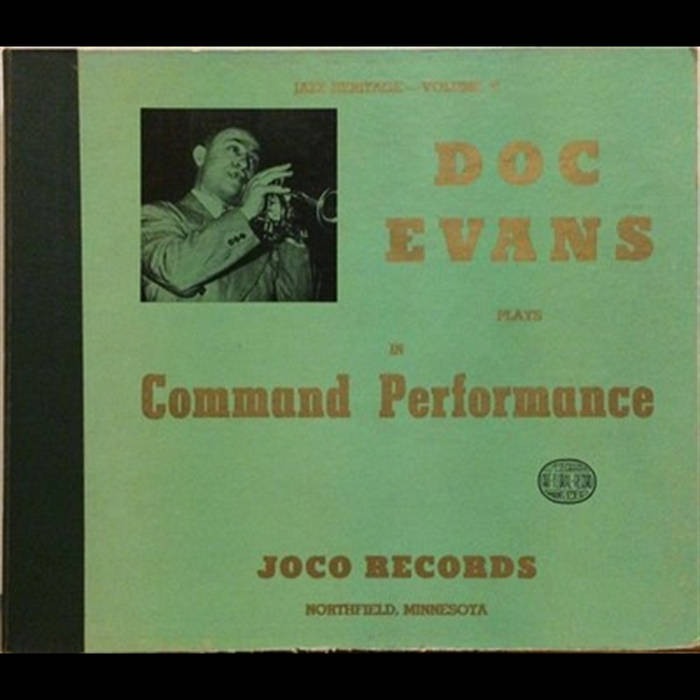 JAZZ HERITAGE — VOLUME
DOC
EVANS
PLAYS
IN
Command Performance
JOCO RECORDS
NORTHFIELD, MINNESOTA